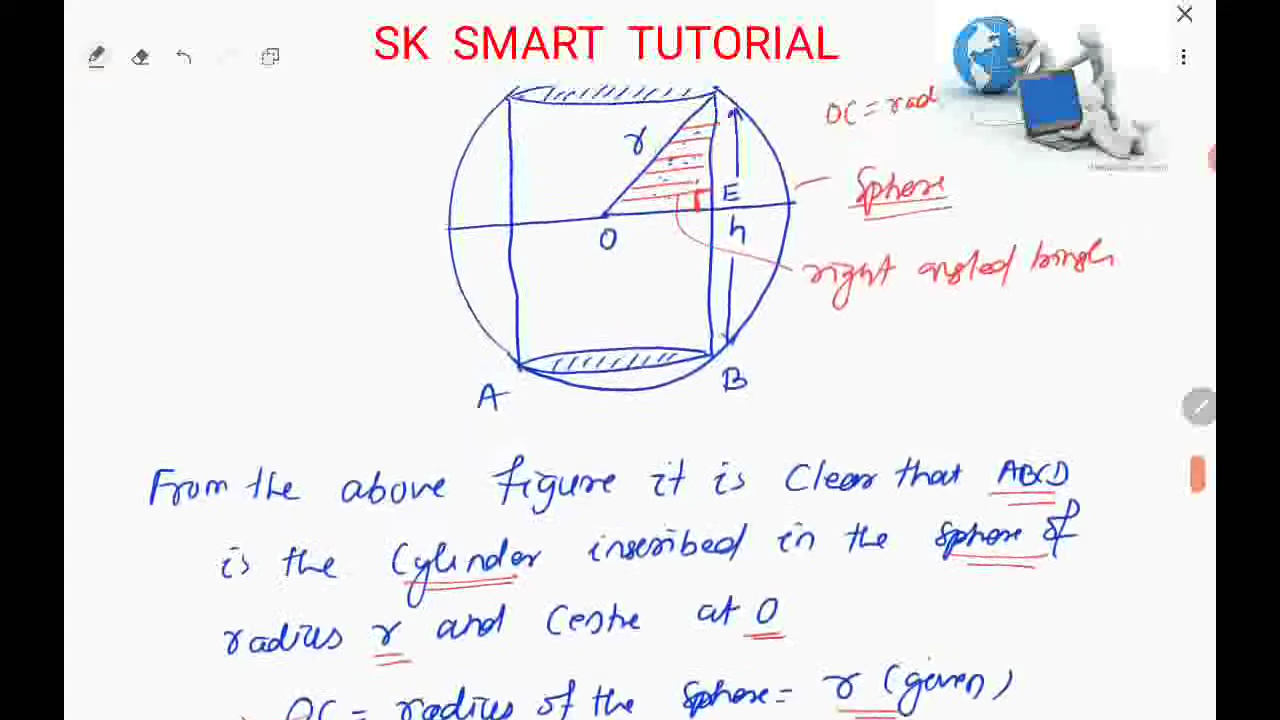 SK SMART TUTORIAL
OC = rad
r
Sphere
E
O
h
right angled
A
B
From the above figure it is Clear that ABCD
is the Cylinder inscribed in the sphere of
radius r and Centre at O
OC = radius of the sphere = r (given)